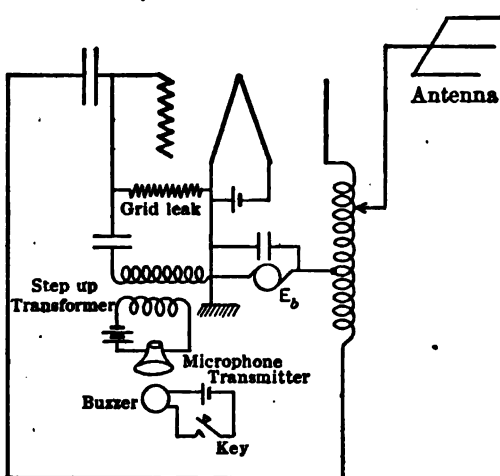 Antenna
Grid leak
Step up
Transformer
E_b
Microphone
Transmitter
Buzzer
Key